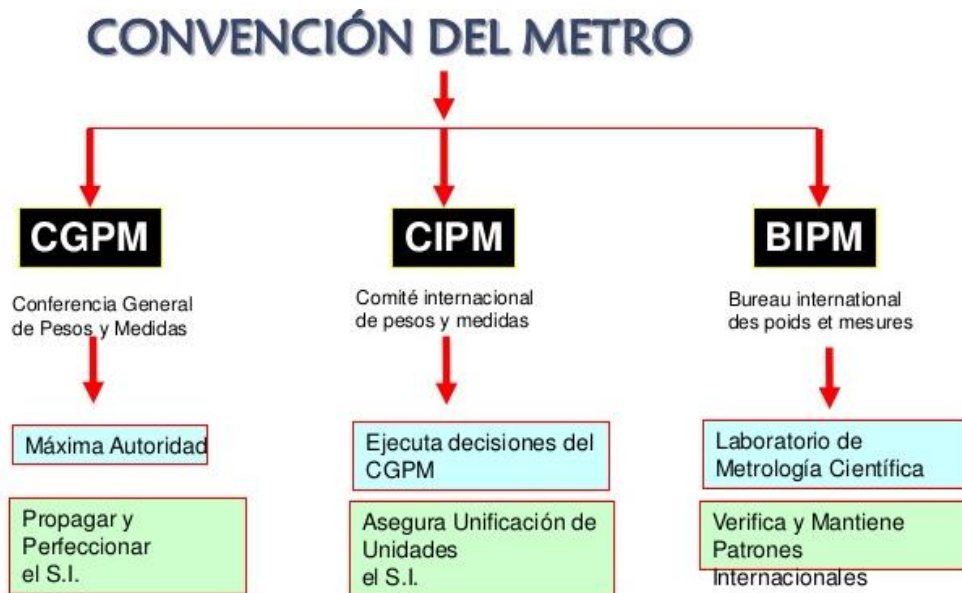 CONVENCIÓN DEL METRO
CGPM
Conferencia General
de Pesos y Medidas
Máxima Autoridad
Propagar y
Perfeccionar
el S.I.
CIPM
Comité internacional
de pesos y medidas
Ejecuta decisiones del
CGPM
Asegura Unificación de
Unidades
el S.I.
BIPM
Bureau international
des poids et mesures
Laboratorio de
Metrología Científica
Verifica y Mantiene
Patrones
Internacionales